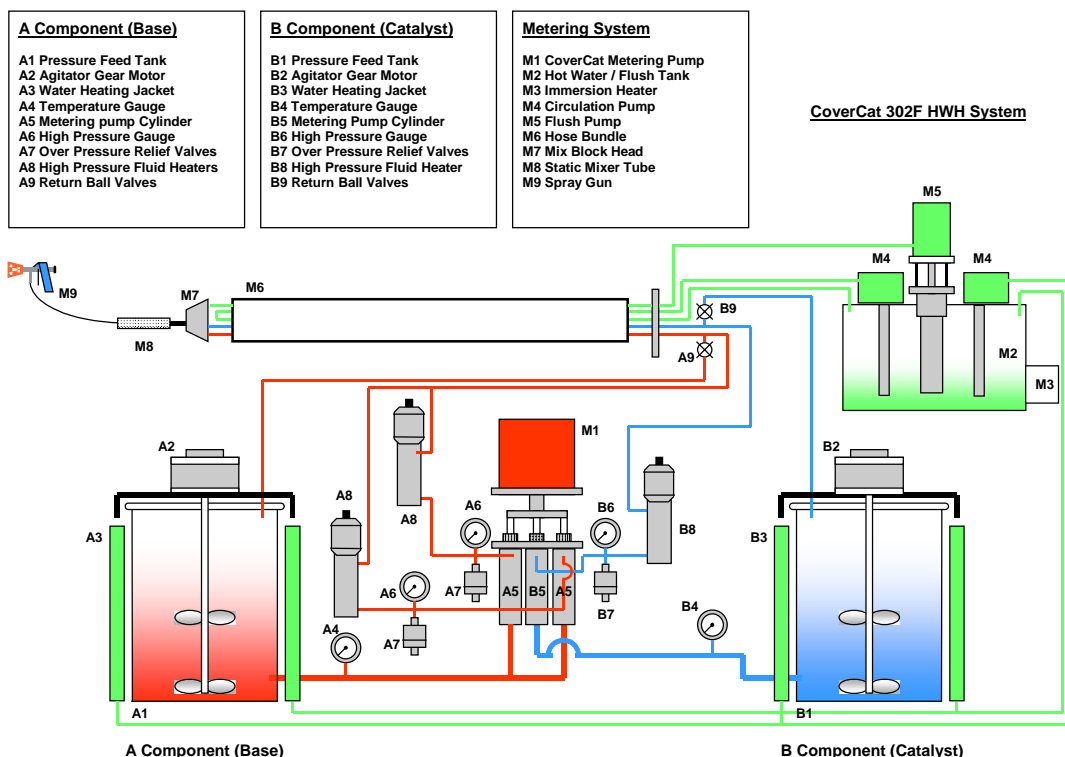 A Component (Base)
A1 Pressure Feed Tank
A2 Agitator Gear Motor
A3 Water Heating Jacket
A4 Temperature Gauge
A5 Metering pump Cylinder
A6 High Pressure Gauge
A7 Over Pressure Relief Valves
A8 High Pressure Fluid Heaters
A9 Return Ball Valves
B Component (Catalyst)
B1 Pressure Feed Tank
B2 Agitator Gear Motor
B3 Water Heating Jacket
B4 Temperature Gauge
B5 Metering Pump Cylinder
B6 High Pressure Gauge
B7 Over Pressure Relief Valves
B8 High Pressure Fluid Heater
B9 Return Ball Valves
Metering System
M1 CoverCat Metering Pump
M2 Hot Water / Flush Tank
M3 Immersion Heater
M4 Circulation Pump
M5 Flush Pump
M6 Hose Bundle
M7 Mix Block Head
M8 Static Mixer Tube
M9 Spray Gun
CoverCat 302F HWH System
M5
M4
M4
M9
M7
M6
M8
B9
A9
M2
M3
M1
A2
B2
A8
A8
A6
B6
B8
A3
B3
A7
A5
B5
A5
B7
A6
A4
A7
B4
A1
B1
A Component (Base)
B Component (Catalyst)